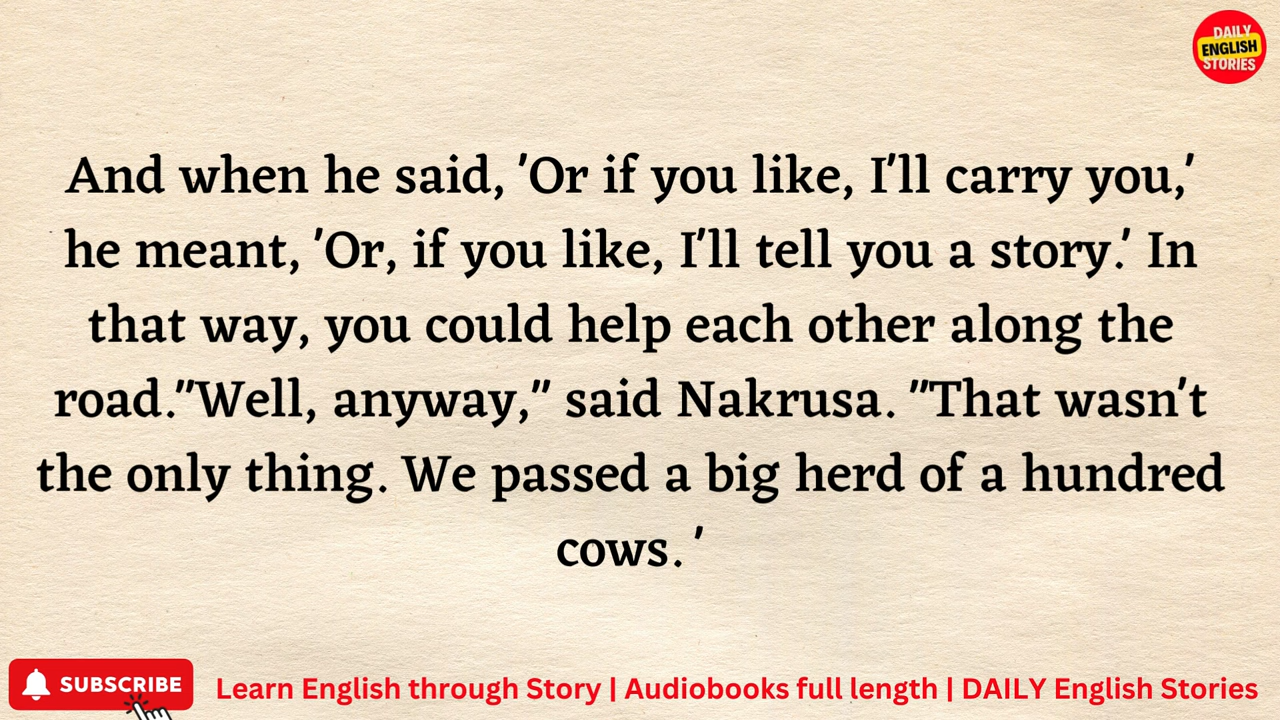 DAILY
ENGLISH
STORIES
And when he said, 'Or if you like, I'll carry you,'
he meant, 'Or, if you like, I'll tell you a story.' In
that way, you could help each other along the
road."Well, anyway," said Nakrusa. "That wasn't
the only thing. We passed a big herd of a hundred
cows. '
SUBSCRIBE
Learn English through Story | Audiobooks full length | DAILY English Stories